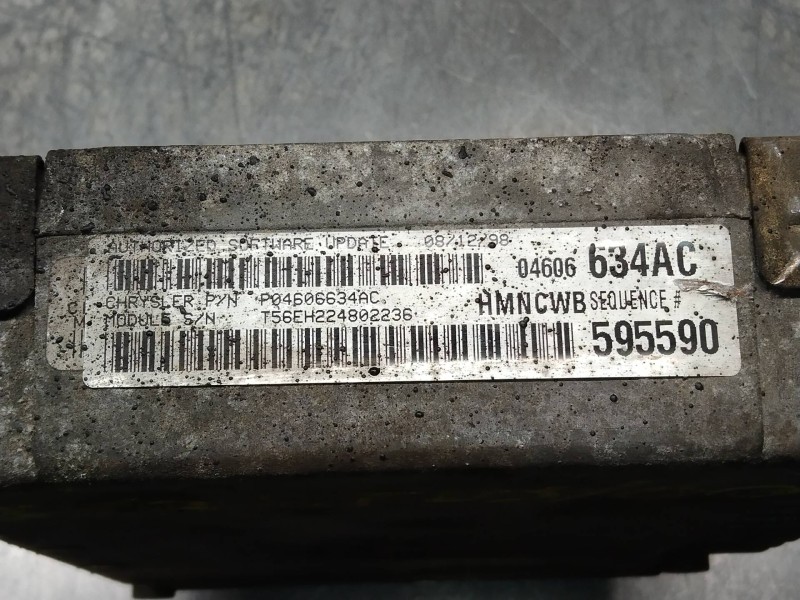 AUTHORIZED SOFTWARE UPDATE 08/12/98
04606 634AC
CHRYSLER P/N P04606634AC
MODULE S/N T56EH224802236
HMNCWB SEQUENCE #
595590